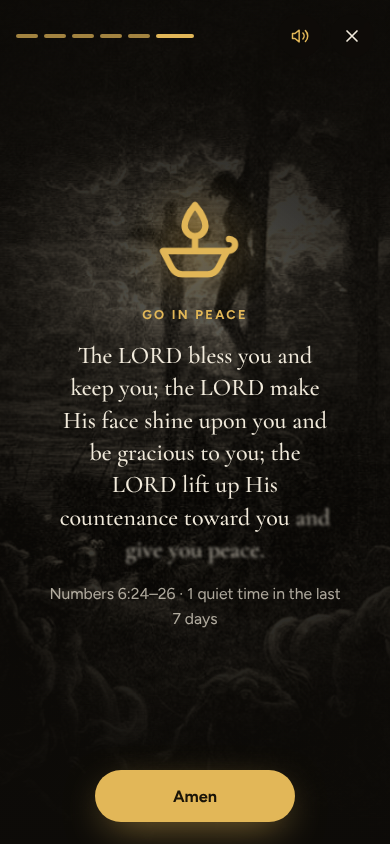 GO IN PEACE
The LORD bless you and
keep you; the LORD make
His face shine upon you and
be gracious to you; the
LORD lift up His
countenance toward you and
give you peace.
Numbers 6:24–26 · 1 quiet time in the last
7 days
Amen